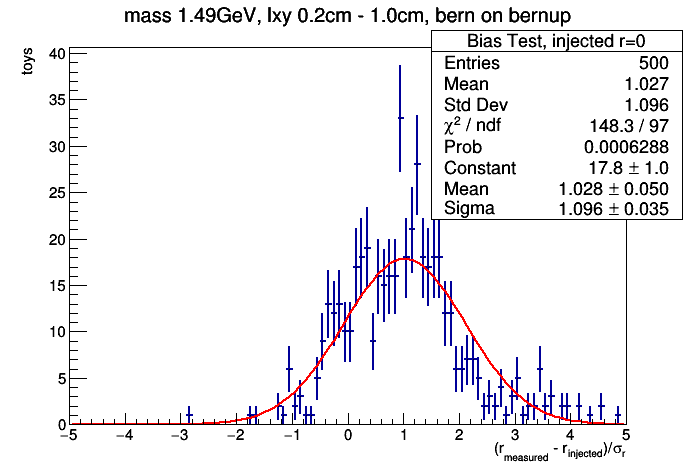 mass 1.49GeV, lxy 0.2cm - 1.0cm, bern on bernup
Bias Test, injected r=0
Entries 500
Mean 1.027
Std Dev 1.096
χ² / ndf 148.3 / 97
Prob 0.0006288
Constant 17.8 ± 1.0
Mean 1.028 ± 0.050
Sigma 1.096 ± 0.035
toys
40
35
30
25
20
15
10
5
0
−5 −4 −3 −2 −1 0 1 2 3 4 5
(r_measured - r_injected)/σ_r